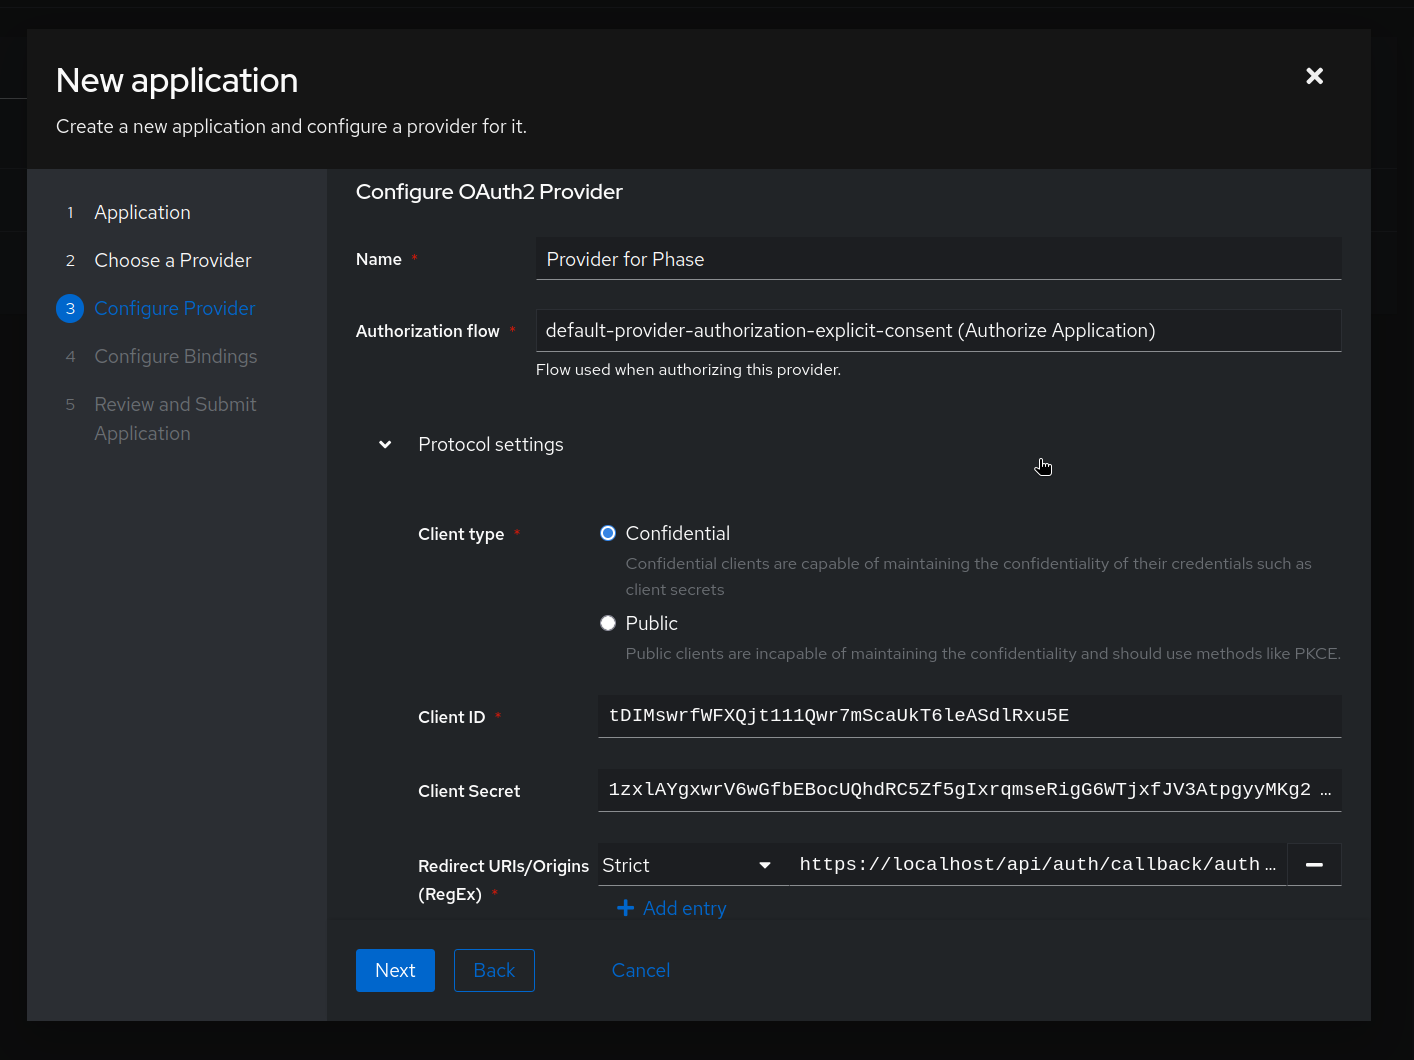 New application
Create a new application and configure a provider for it.
1 Application
2 Choose a Provider
3 Configure Provider
4 Configure Bindings
5 Review and Submit
Application
Configure OAuth2 Provider
Name *
Provider for Phase
Authorization flow *
default-provider-authorization-explicit-consent (Authorize Application)
Flow used when authorizing this provider.
Protocol settings
Client type *
Confidential
Confidential clients are capable of maintaining the confidentiality of their credentials such as
client secrets
Public
Public clients are incapable of maintaining the confidentiality and should use methods like PKCE.
Client ID *
tDIMswrfWFXQjt111Qwr7mScaUkT6leASdlRxu5E
Client Secret
1zxlAYgxwrV6wGfbEBocUQhdRC5Zf5gIxrqmseRigG6WTjxfJV3AtpgyyMKg2 …
Redirect URIs/Origins
(RegEx) *
Strict
https://localhost/api/auth/callback/auth…
+ Add entry
Next
Back
Cancel